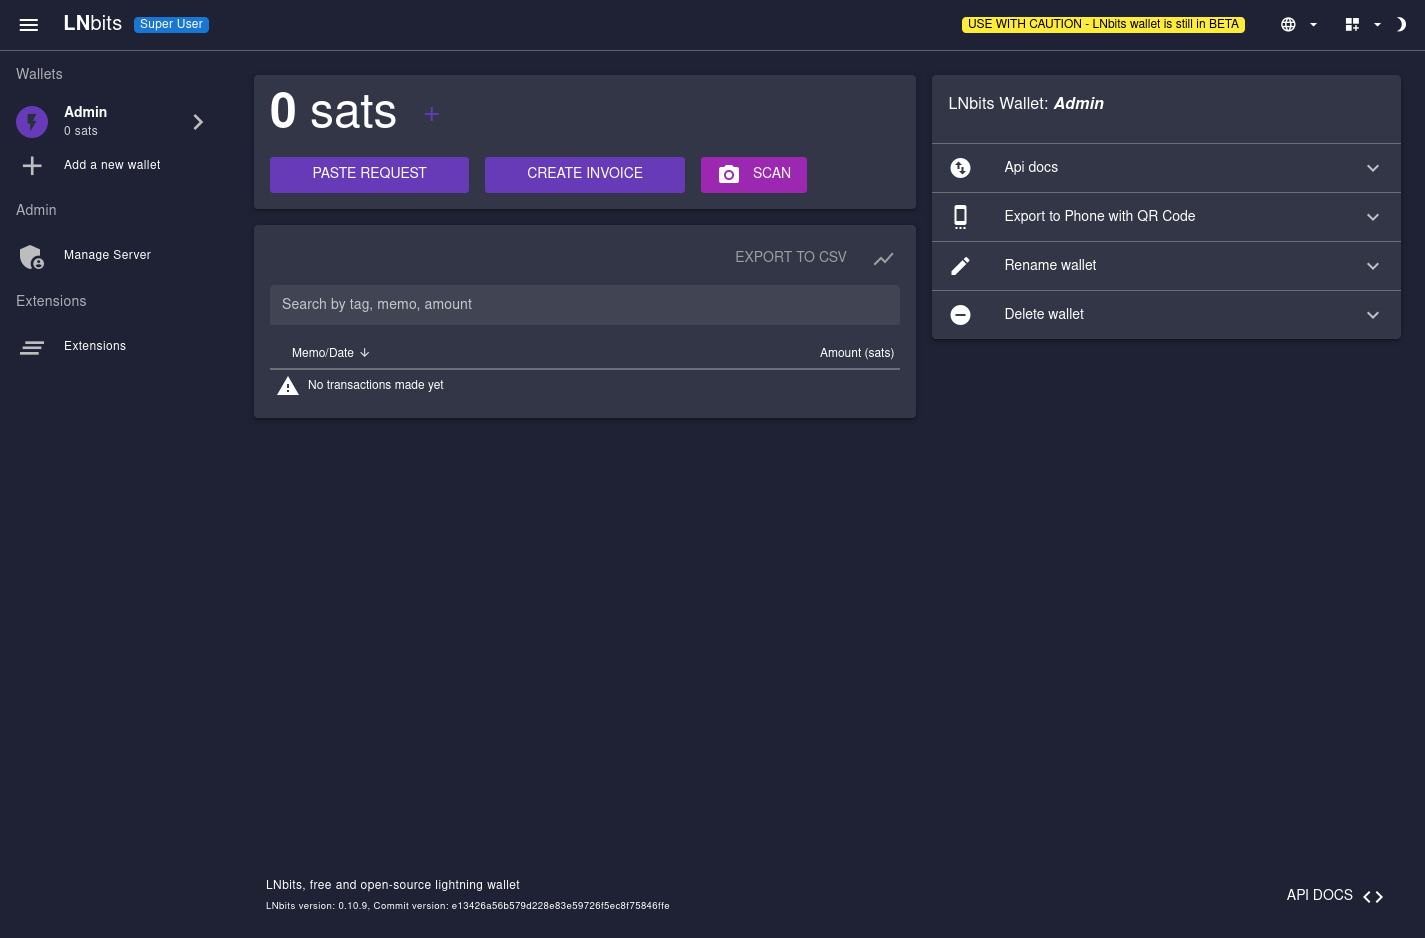 LNbits Super User
USE WITH CAUTION - LNbits wallet is still in BETA
Wallets
Admin
0 sats
Add a new wallet
Admin
Manage Server
Extensions
Extensions
0 sats +
PASTE REQUEST CREATE INVOICE SCAN
EXPORT TO CSV
Search by tag, memo, amount
Memo/Date Amount (sats)
No transactions made yet
LNbits Wallet: Admin
Api docs
Export to Phone with QR Code
Rename wallet
Delete wallet
LNbits, free and open-source lightning wallet
LNbits version: 0.10.9, Commit version: e13426a56b579d228e83e59726f5ec8f75846ffe
API DOCS